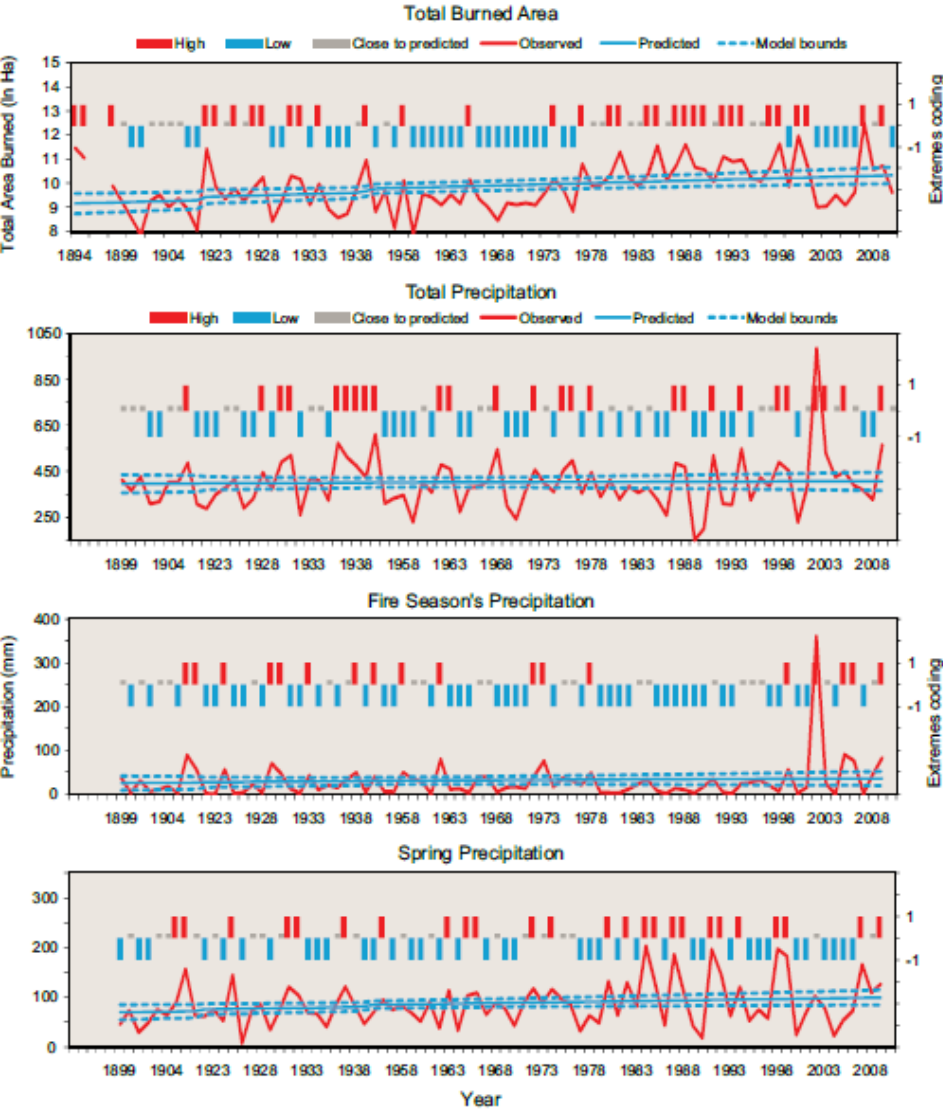 Total Burned Area
High Low Close to predicted Observed Predicted Model bounds
Total Area Burned (ln Ha)
15
14
13
12
11
10
9
8
1
-1
Extremes coding
1894 1899 1904 1923 1928 1933 1938 1958 1963 1968 1973 1978 1983 1988 1993 1998 2003 2008
Total Precipitation
High Low Close to predicted Observed Predicted Model bounds
1050
850
650
450
250
1
-1
1899 1904 1923 1928 1933 1938 1958 1963 1968 1973 1978 1983 1988 1993 1998 2003 2008
Fire Season's Precipitation
Precipitation (mm)
400
300
200
100
0
1
-1
Extremes coding
1899 1904 1923 1928 1933 1938 1958 1963 1968 1973 1978 1983 1988 1993 1998 2003 2008
Spring Precipitation
300
200
100
0
1
-1
1899 1904 1923 1928 1933 1938 1958 1963 1968 1973 1978 1983 1988 1993 1998 2003 2008
Year